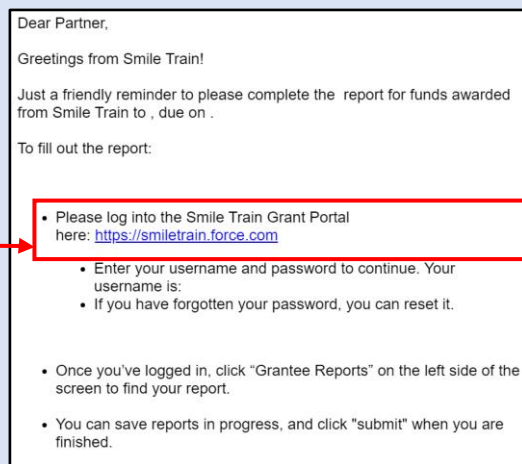 Dear Partner,
Greetings from Smile Train!
Just a friendly reminder to please complete the  report for funds awarded
from Smile Train to , due on .
To fill out the report:
• Please log into the Smile Train Grant Portal
here: https://smiletrain.force.com
• Enter your username and password to continue. Your
username is:
• If you have forgotten your password, you can reset it.
• Once you’ve logged in, click “Grantee Reports” on the left side of the
screen to find your report.
• You can save reports in progress, and click "submit" when you are
finished.